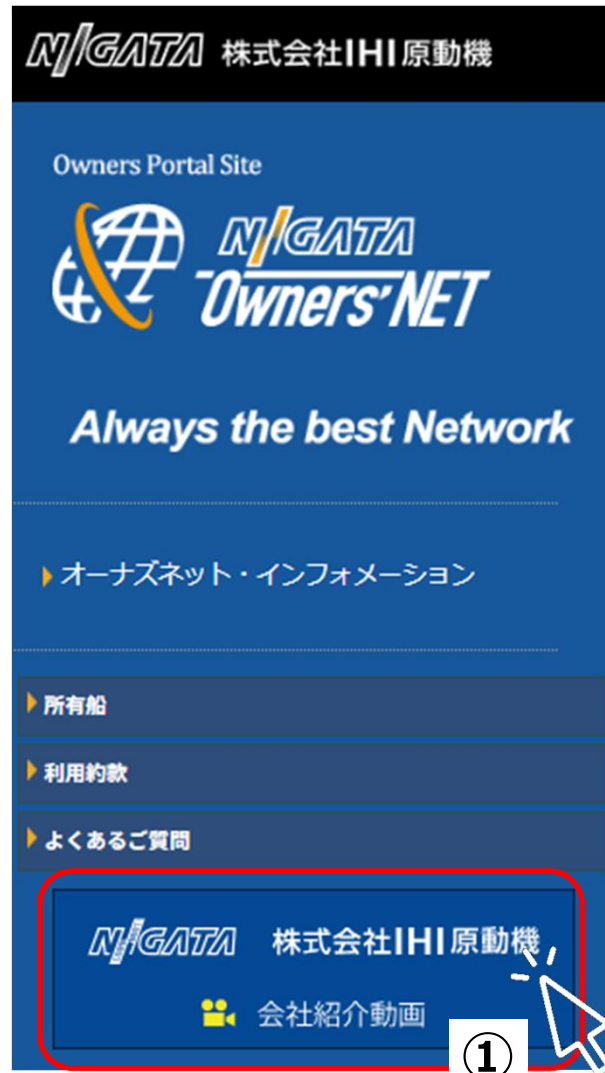 NIIGATA 株式会社IHI原動機
Owners Portal Site
NIIGATA
Owners' NET
Always the best Network
オーナズネット・インフォメーション
所有船
利用約款
よくあるご質問
NIIGATA 株式会社IHI原動機
会社紹介動画
①